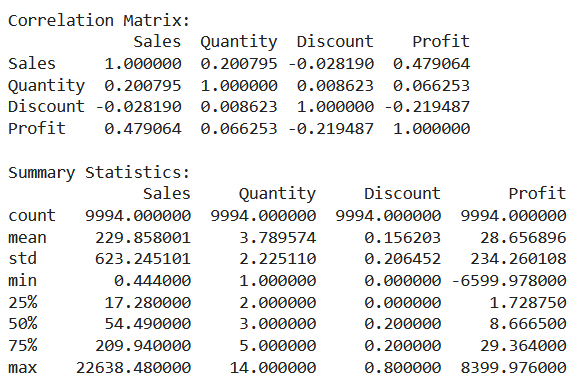 Correlation Matrix:
Sales Quantity Discount Profit
Sales 1.000000 0.200795 -0.028190 0.479064
Quantity 0.200795 1.000000 0.008623 0.066253
Discount -0.028190 0.008623 1.000000 -0.219487
Profit 0.479064 0.066253 -0.219487 1.000000
Summary Statistics:
Sales Quantity Discount Profit
count 9994.000000 9994.000000 9994.000000 9994.000000
mean 229.858001 3.789574 0.156203 28.656896
std 623.245101 2.225110 0.206452 234.260108
min 0.444000 1.000000 0.000000 -6599.978000
25% 17.280000 2.000000 0.000000 1.728750
50% 54.490000 3.000000 0.200000 8.666500
75% 209.940000 5.000000 0.200000 29.364000
max 22638.480000 14.000000 0.800000 8399.976000